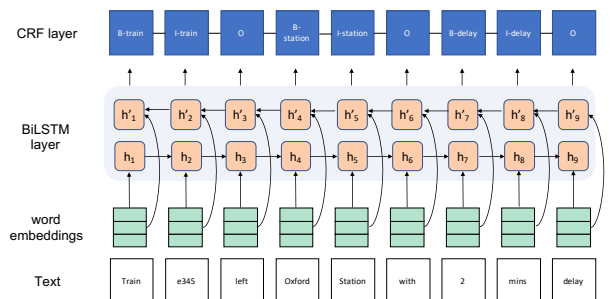 CRF layer
B-train I-train O B-station I-station O B-delay I-delay O
BiLSTM layer
h'1 h'2 h'3 h'4 h'5 h'6 h'7 h'8 h'9
h1 h2 h3 h4 h5 h6 h7 h8 h9
word embeddings
Text
Train e345 left Oxford Station with 2 mins delay